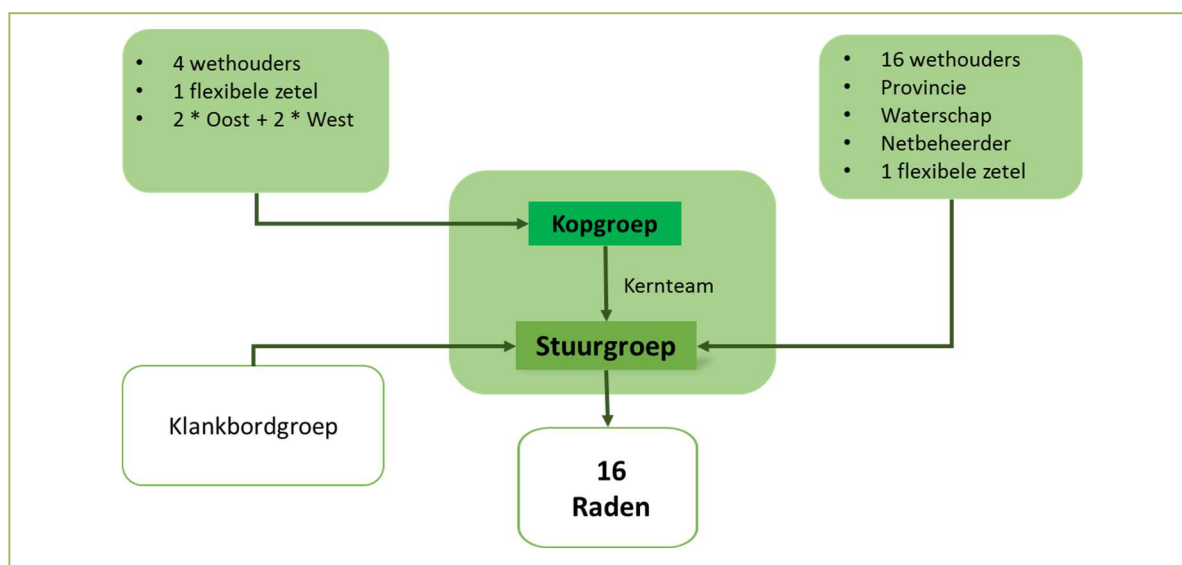 • 4 wethouders
• 1 flexibele zetel
• 2 * Oost + 2 * West
• 16 wethouders
• Provincie
• Waterschap
• Netbeheerder
• 1 flexibele zetel
Kopgroep
Kernteam
Stuurgroep
Klankbordgroep
16
Raden